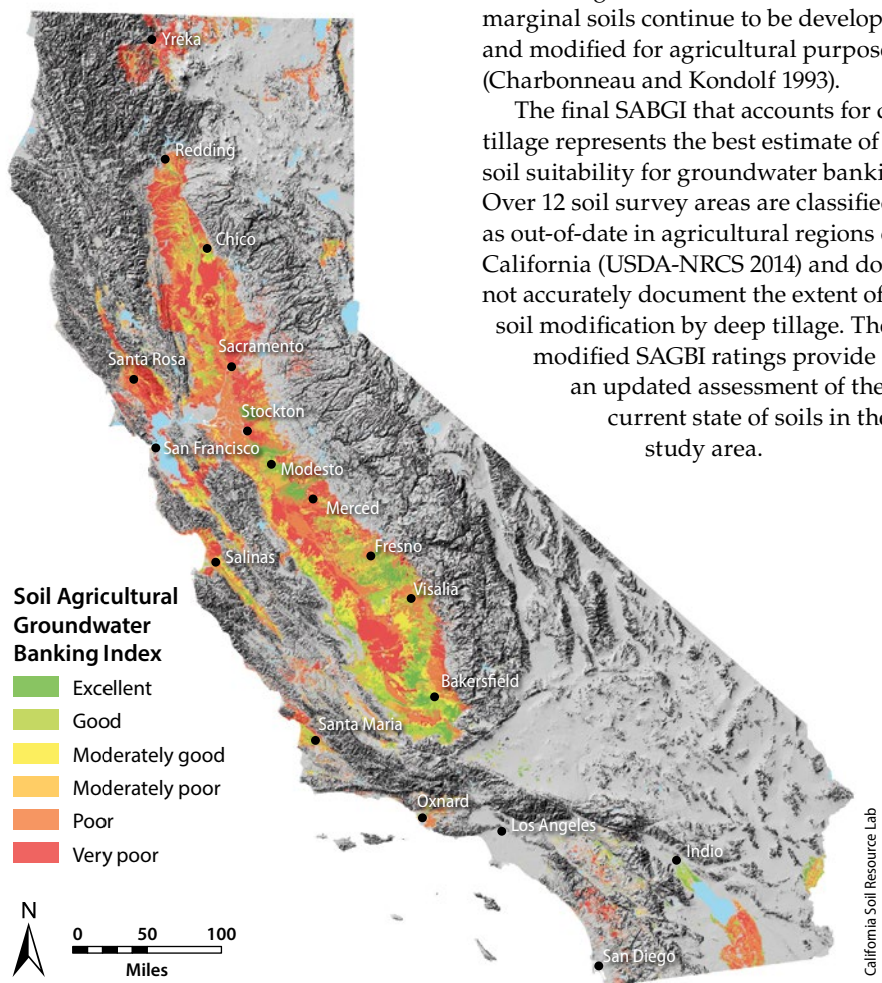 marginal soils continue to be develop
and modified for agricultural purpose
(Charbonneau and Kondolf 1993).
The final SABGI that accounts for
tillage represents the best estimate of
soil suitability for groundwater banki
Over 12 soil survey areas are classifie
as out-of-date in agricultural regions
California (USDA-NRCS 2014) and do
not accurately document the extent of
soil modification by deep tillage. The
modified SAGBI ratings provide
an updated assessment of the
current state of soils in the
study area.
Yreka
Redding
Chico
Sacramento
Santa Rosa
Stockton
San Francisco
Modesto
Merced
Fresno
Salinas
Visalia
Bakersfield
Santa Maria
Oxnard
Los Angeles
Indio
San Diego
Soil Agricultural
Groundwater
Banking Index
Excellent
Good
Moderately good
Moderately poor
Poor
Very poor
N
0 50 100
Miles
California Soil Resource Lab